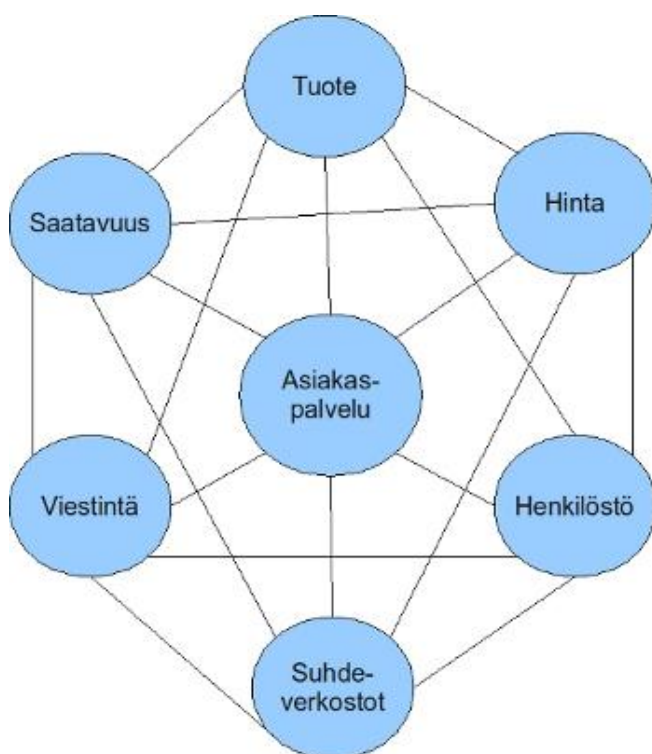 Tuote
Hinta
Saatavuus
Asiakas-
palvelu
Viestintä
Henkilöstö
Suhde-
verkostot